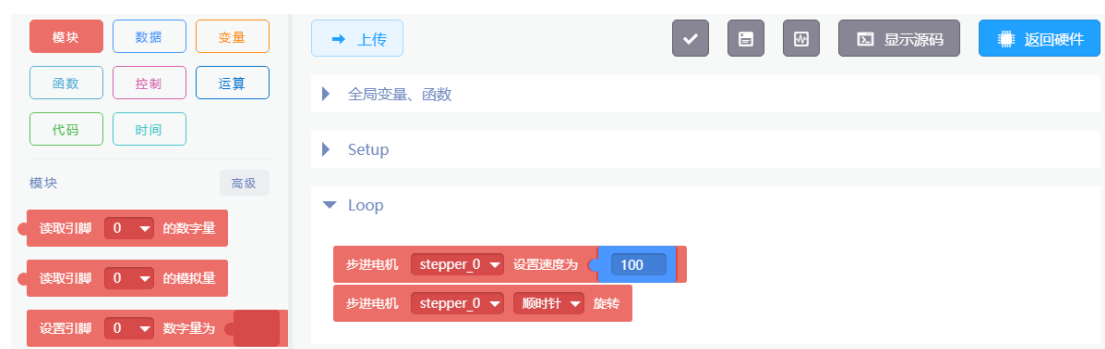 模块 数据 变量
函数 控制 运算
代码 时间
模块 高级
读取引脚 0 的数字量
读取引脚 0 的模拟量
设置引脚 0 数字量为
上传 显示源码 返回硬件
全局变量、函数
Setup
Loop
步进电机 stepper_0 设置速度为 100
步进电机 stepper_0 顺时针 旋转